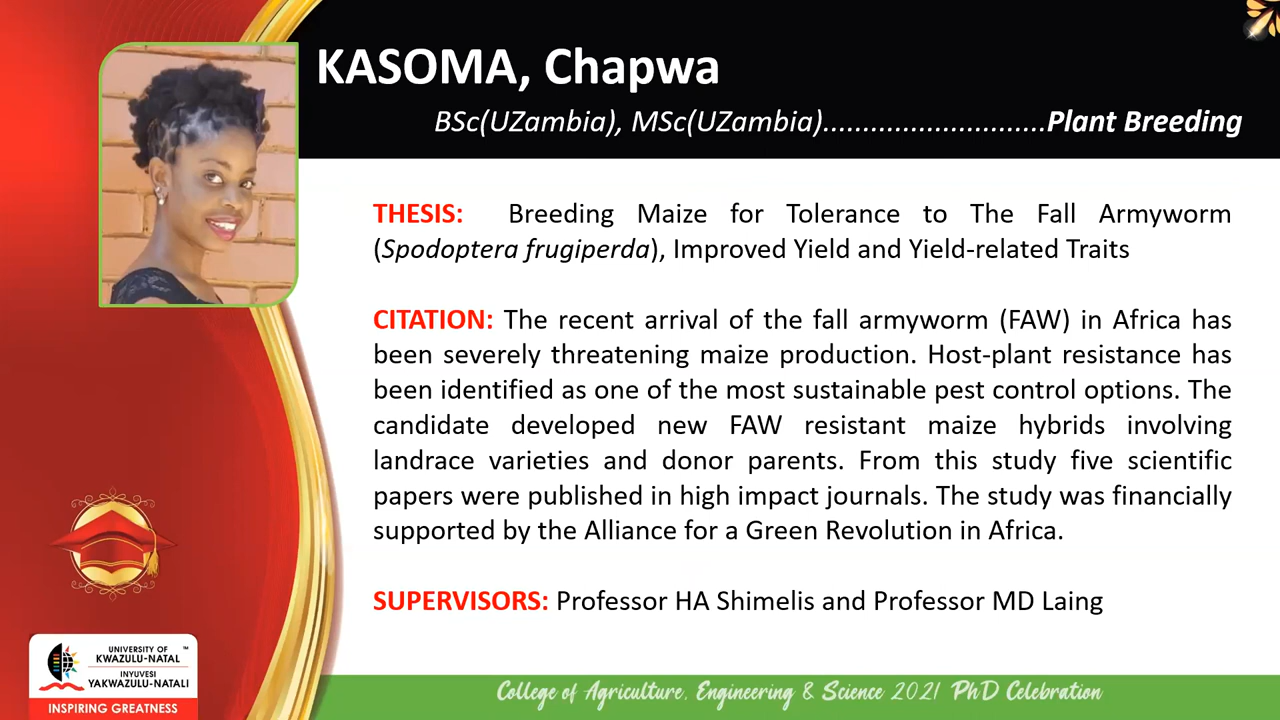 KASOMA, Chapwa
BSc(UZambia), MSc(UZambia)............................Plant Breeding
THESIS: Breeding Maize for Tolerance to The Fall Armyworm
(Spodoptera frugiperda), Improved Yield and Yield-related Traits
CITATION: The recent arrival of the fall armyworm (FAW) in Africa has
been severely threatening maize production. Host-plant resistance has
been identified as one of the most sustainable pest control options. The
candidate developed new FAW resistant maize hybrids involving
landrace varieties and donor parents. From this study five scientific
papers were published in high impact journals. The study was financially
supported by the Alliance for a Green Revolution in Africa.
SUPERVISORS: Professor HA Shimelis and Professor MD Laing
UNIVERSITY OF ™
KWAZULU-NATAL
INYUVESI
YAKWAZULU-NATALI
INSPIRING GREATNESS
College of Agriculture, Engineering & Science 2021 PhD Celebration